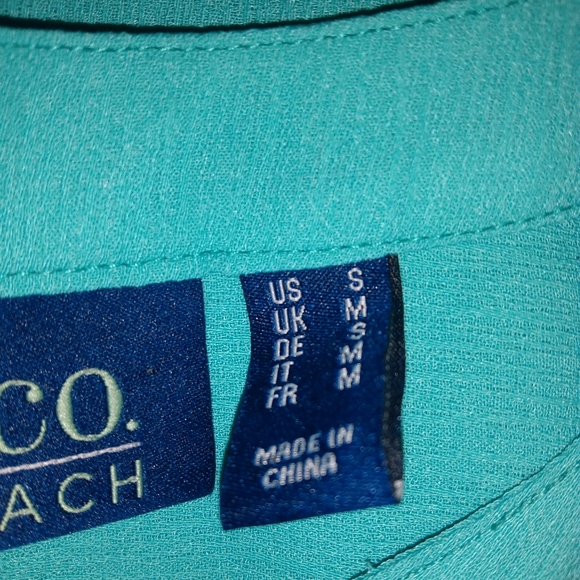 CO.
ACH
US S
UK M
DE S
IT M
FR M
MADE IN
CHINA